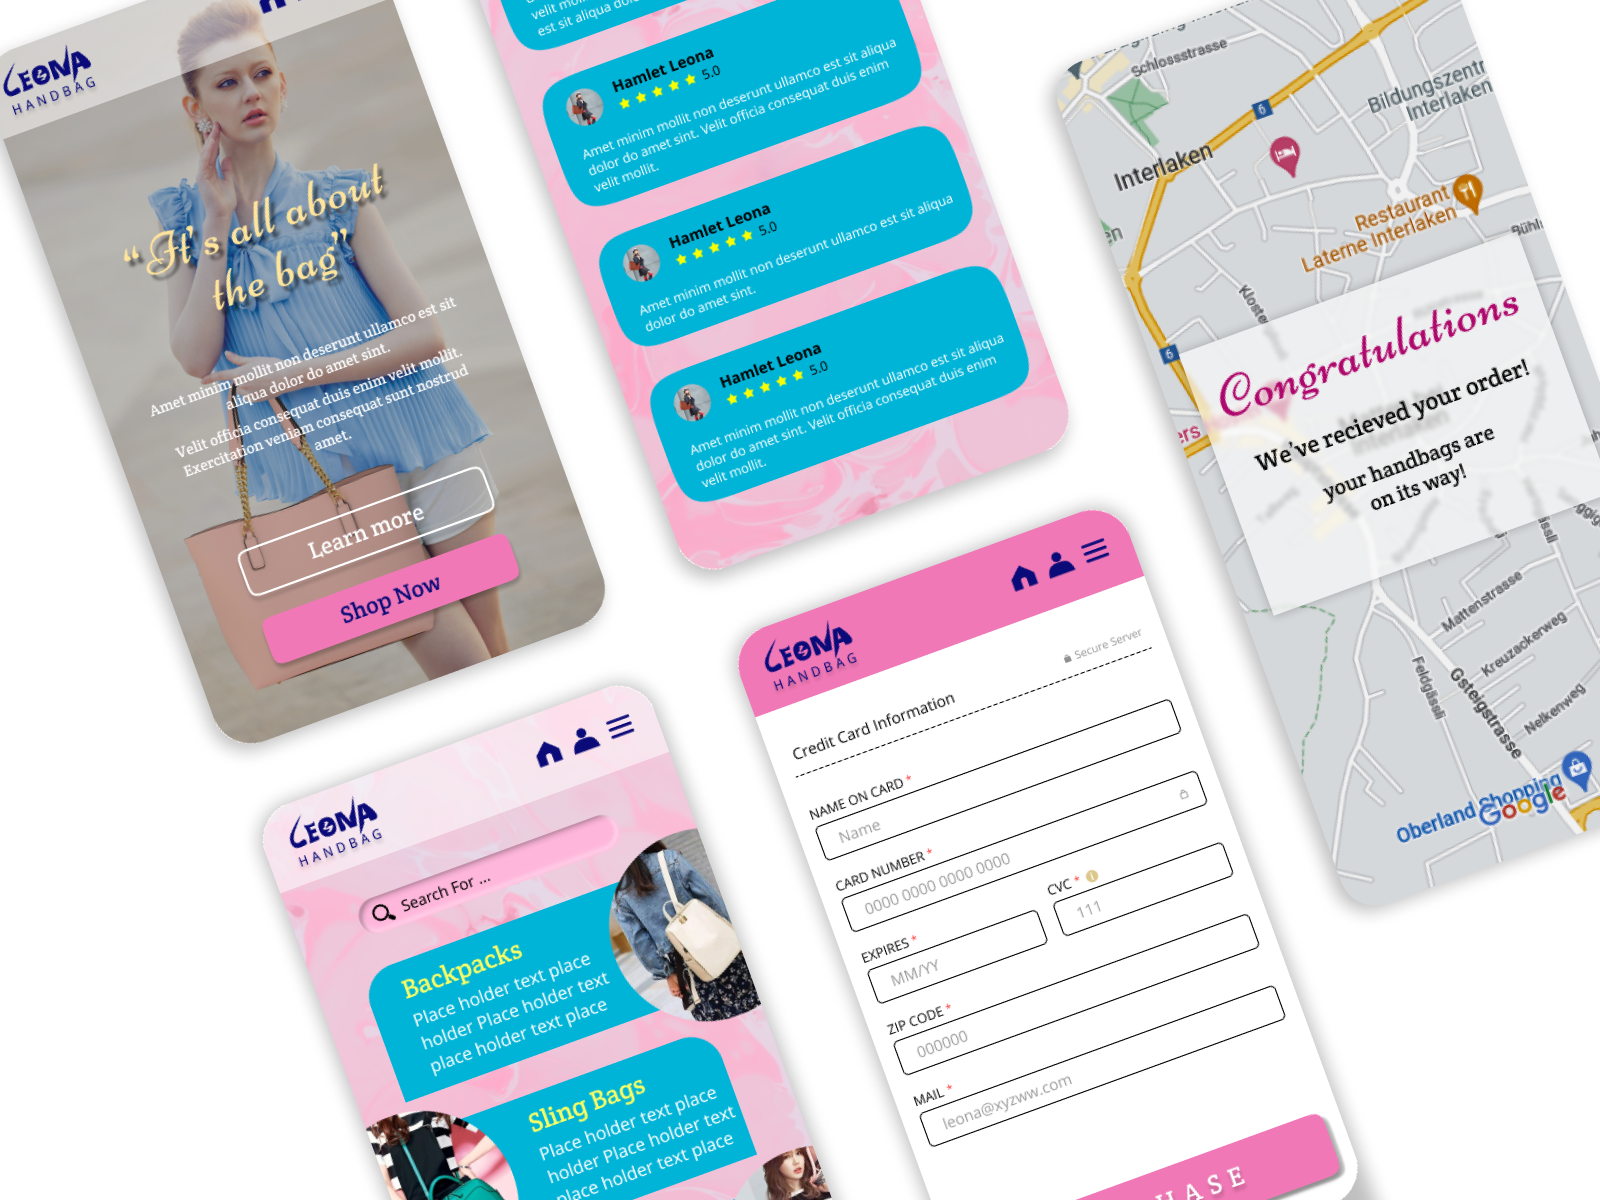 LEONA
HANDBAG
“It’s all about
the bag”
Amet minim mollit non deserunt ullamco est sit
aliqua dolor do amet sint.
Velit officia consequat duis enim velit mollit.
Exercitation veniam consequat sunt nostrud
amet.
Learn more
Shop Now
velit mol
est sit aliqua dolor
Hamlet Leona
5.0
Amet minim mollit non deserunt ullamco est sit aliqua
dolor do amet sint. Velit officia consequat duis enim
velit mollit.
Hamlet Leona
5.0
Amet minim mollit non deserunt ullamco est sit aliqua
dolor do amet sint.
Hamlet Leona
5.0
Amet minim mollit non deserunt ullamco est sit aliqua
dolor do amet sint. Velit officia consequat duis enim
velit mollit.
Schlossstrasse
6
Bildungszentr
Interlaken
Interlaken
Restaurant
Laterne Interlaken
Bühl
en
Kloste
6
ers
Congratulations
We've recieved your order!
your handbags are
on its way!
Mattenstrasse
Kreuzackerweg
Feldgässli
Gsteigstrasse
Nelkenweg
Oberland Shopping
Google
LEONA
HANDBAG
Search For ...
Backpacks
Place holder text place
holder Place holder text
place holder text place
Sling Bags
Place holder text place
holder Place holder text
place holder text place
LEONA
HANDBAG
Secure Server
Credit Card Information
NAME ON CARD *
Name
CARD NUMBER *
0000 0000 0000 0000
EXPIRES *
MM/YY
CVC *
111
ZIP CODE *
000000
MAIL *
leona@xyzww.com
HASE